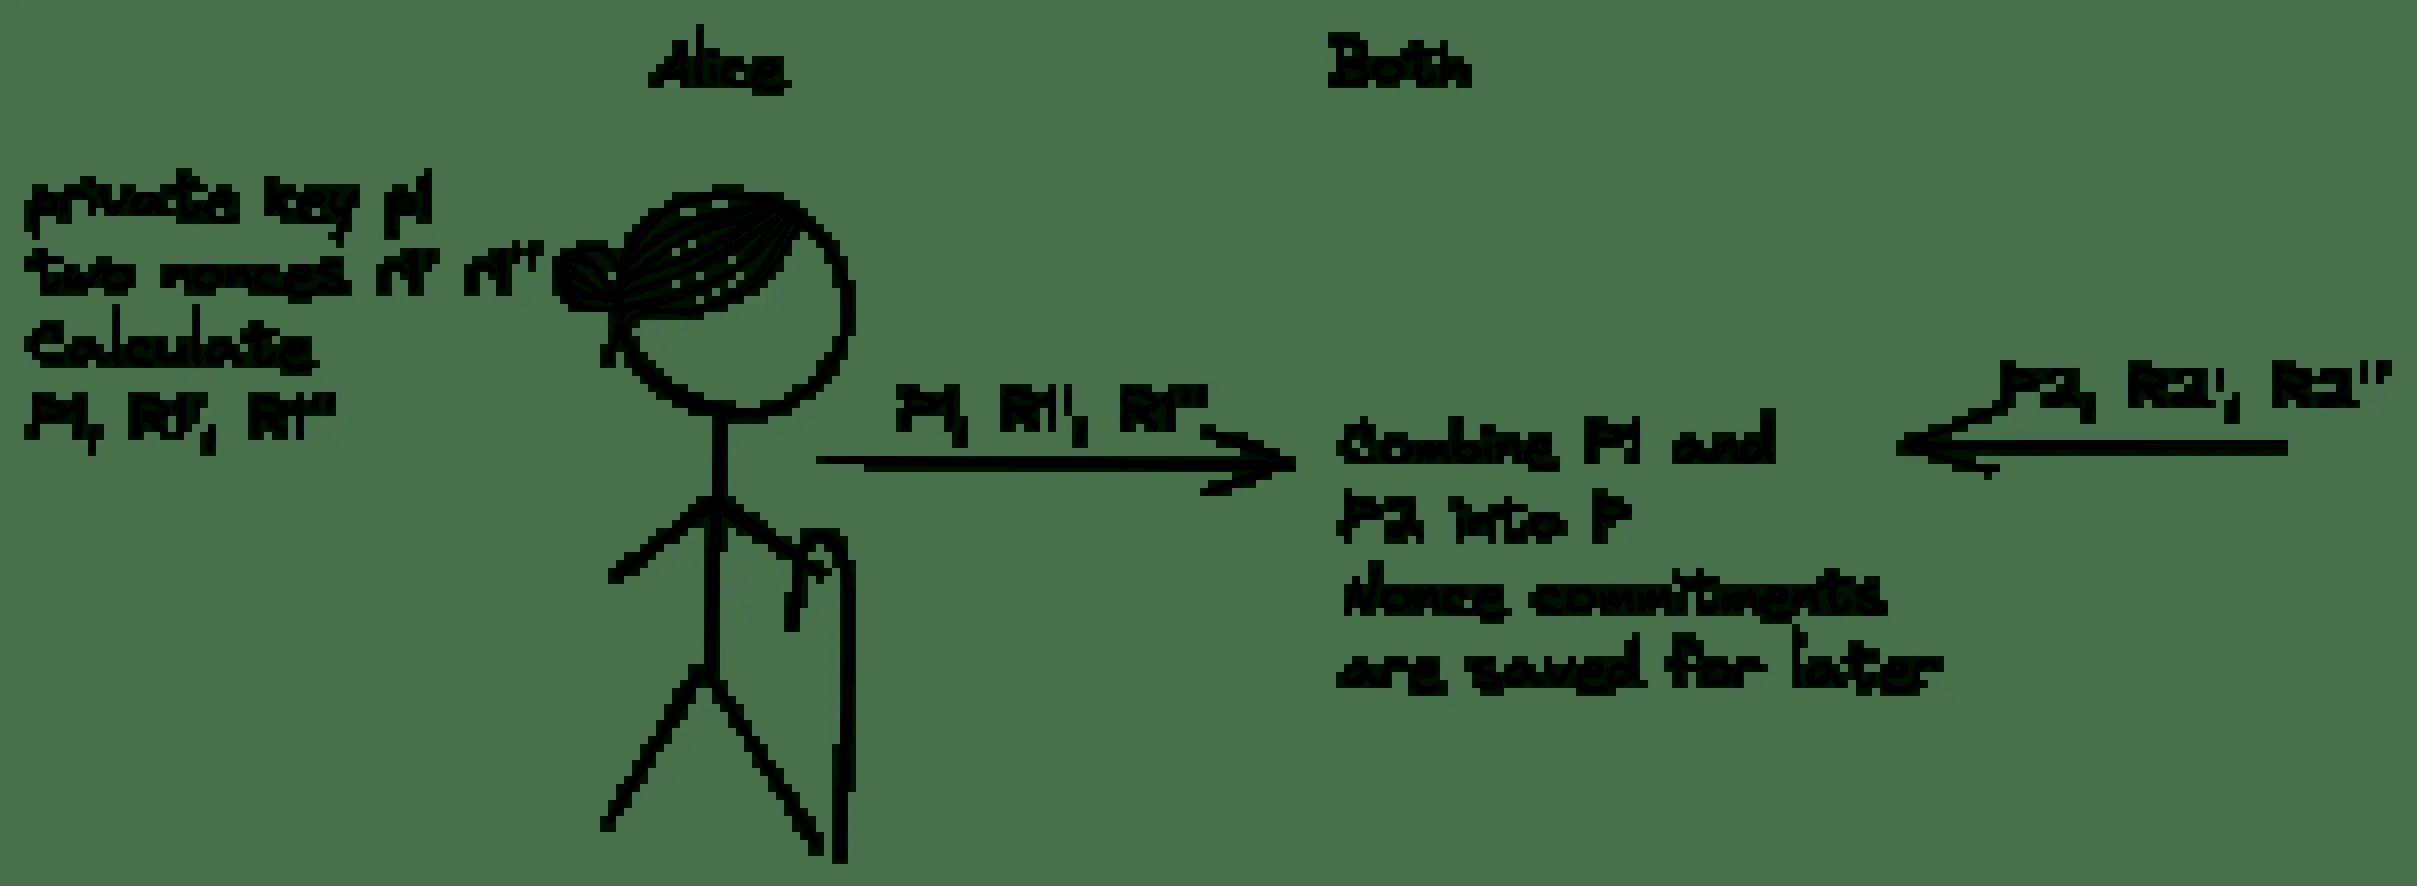 Alice
Both
private key p1
two nonces r1' r1"
Calculate
P1, R1', R1"
P1, R1', R1"
Combine P1 and
P2 into P
Nonce commitments
are saved for later
P2, R2', R2"